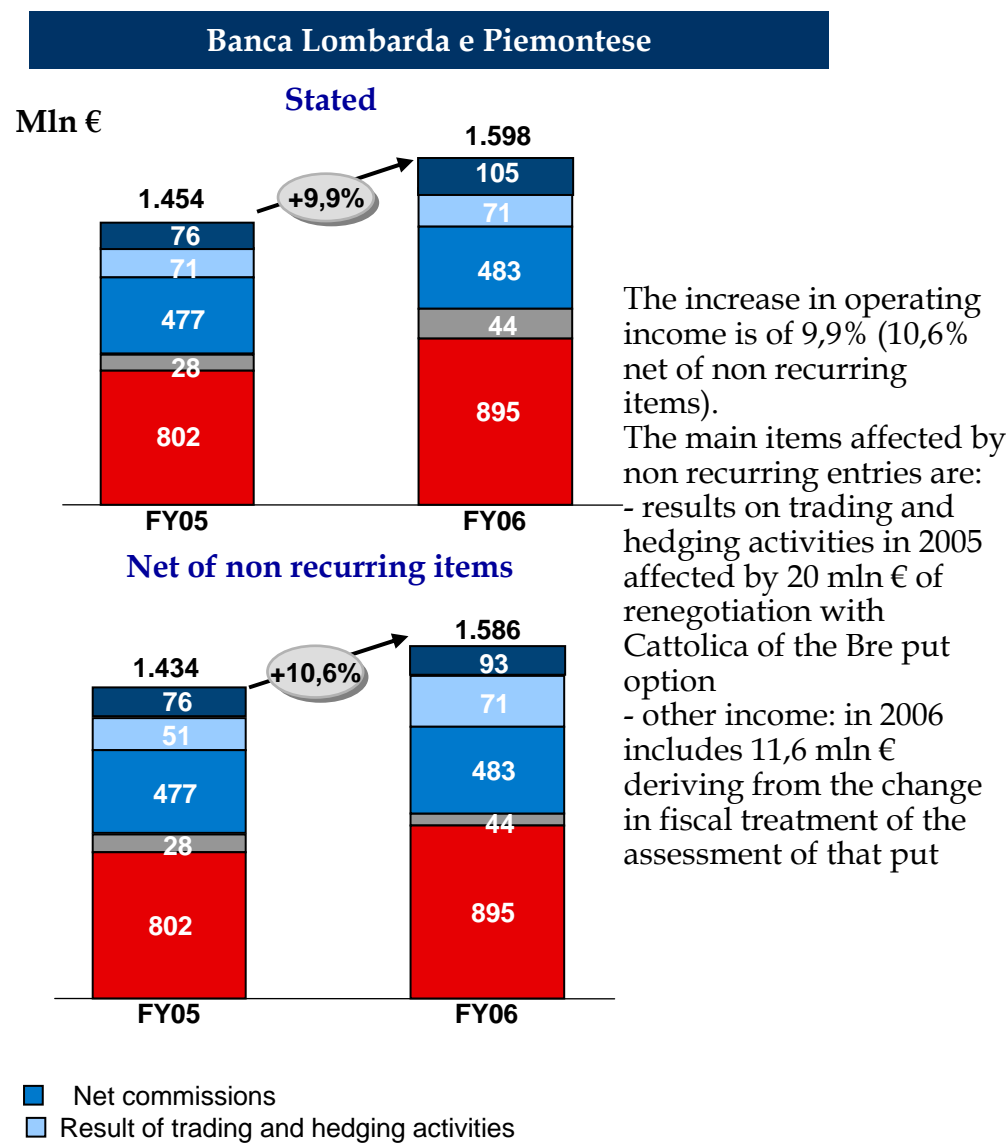 Banca Lombarda e Piemontese
Stated
Mln €
1.598
105
1.454
+9,9%
71
76
71
483
477
44
28
895
802
FY05
FY06
Net of non recurring items
1.586
1.434
+10,6%
93
76
71
51
483
477
44
28
895
802
FY05
FY06
The increase in operating
income is of 9,9% (10,6%
net of non recurring
items).
The main items affected by
non recurring entries are:
- results on trading and
hedging activities in 2005
affected by 20 mln € of
renegotiation with
Cattolica of the Bre put
option
- other income: in 2006
includes 11,6 mln €
deriving from the change
in fiscal treatment of the
assessment of that put
Net commissions
Result of trading and hedging activities